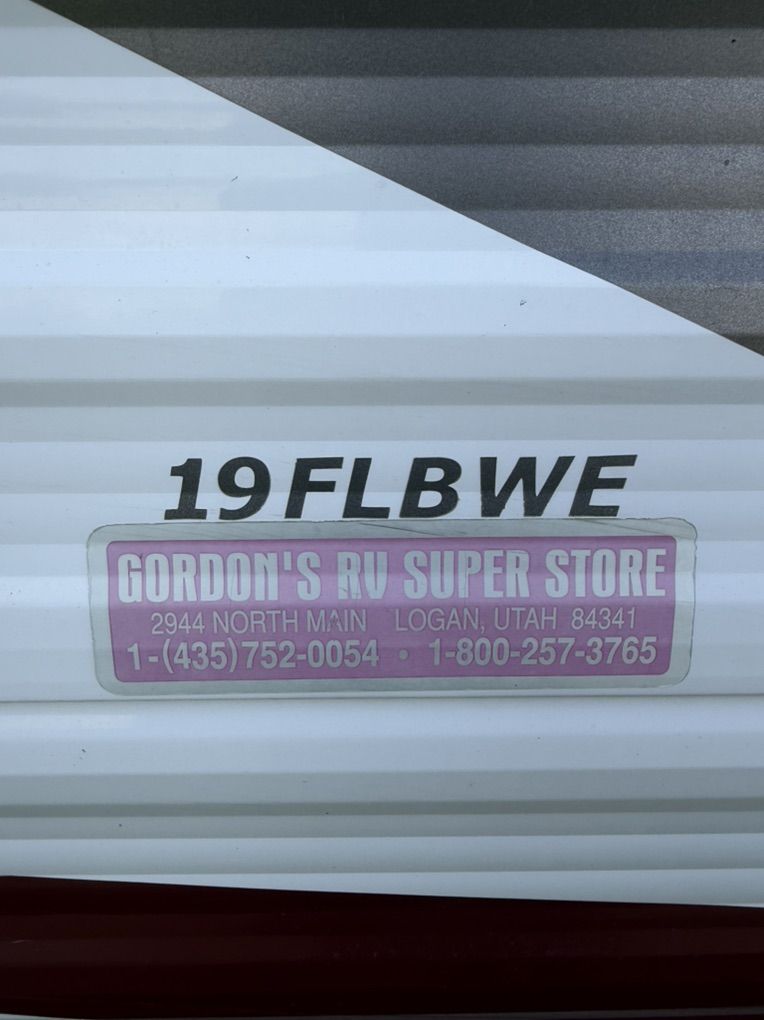 19FLBWE
GORDON'S RV SUPER STORE
2944 NORTH MAIN LOGAN, UTAH 84341
1-(435)752-0054 • 1-800-257-3765